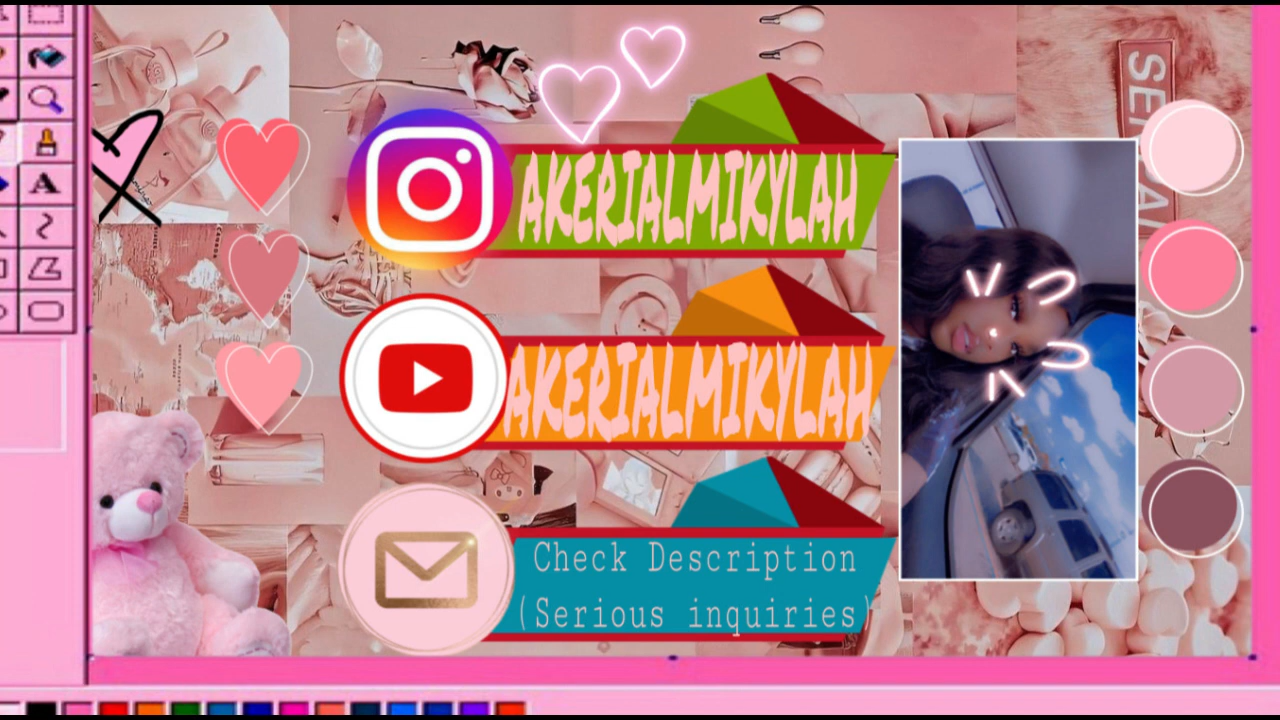 AKERIALMIKYLAH
AKERIALMIKYLAH
Check Description
(Serious inquiries)
A